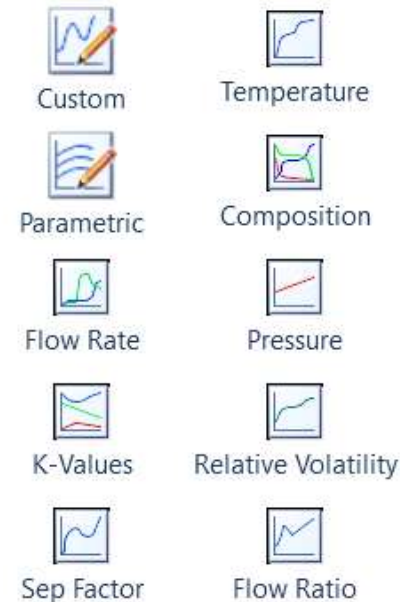 Custom
Temperature
Parametric
Composition
Flow Rate
Pressure
K-Values
Relative Volatility
Sep Factor
Flow Ratio